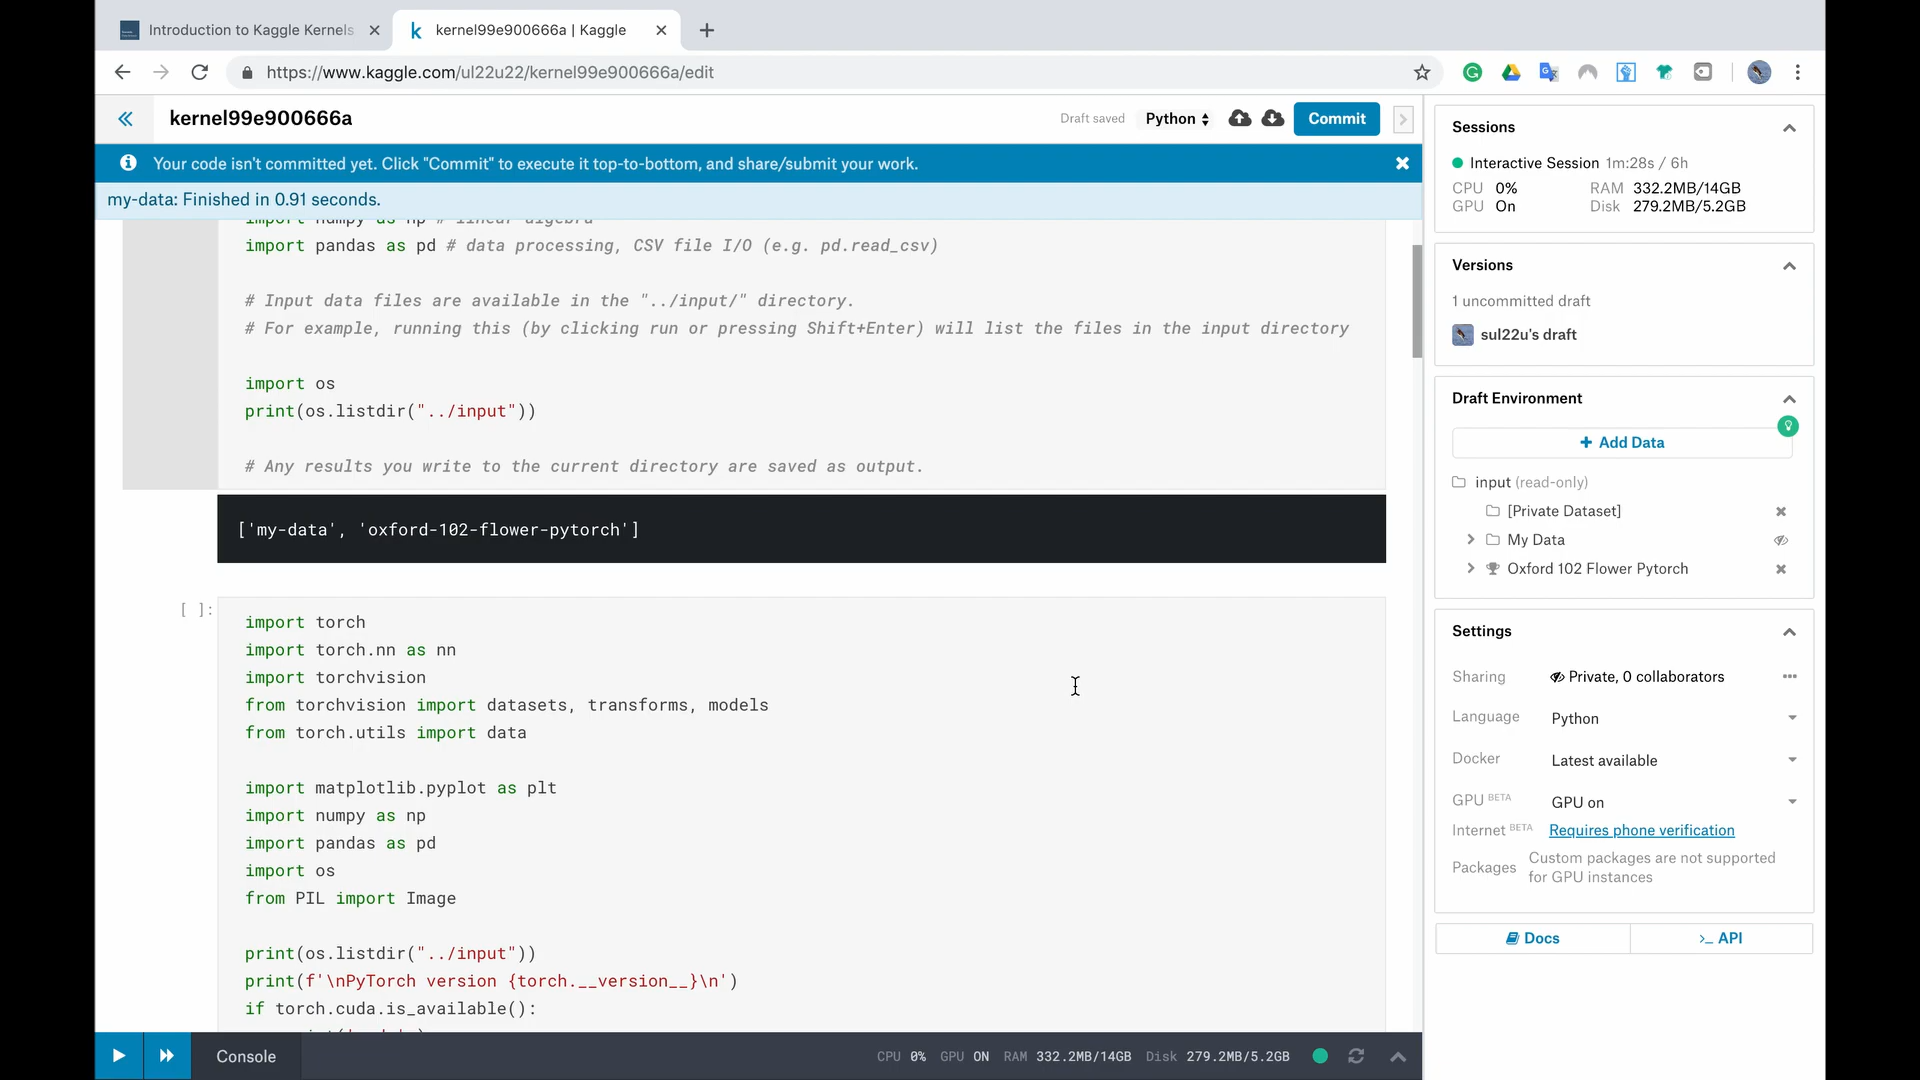 Introduction to Kaggle Kernels
kernel99e900666a | Kaggle
https://www.kaggle.com/ul22u22/kernel99e900666a/edit
kernel99e900666a
Draft saved
Python
Commit
Your code isn't committed yet. Click "Commit" to execute it top-to-bottom, and share/submit your work.
my-data: Finished in 0.91 seconds.
import numpy as np # linear algebra
import pandas as pd # data processing, CSV file I/O (e.g. pd.read_csv)
# Input data files are available in the "../input/" directory.
# For example, running this (by clicking run or pressing Shift+Enter) will list the files in the input directory
import os
print(os.listdir("../input"))
# Any results you write to the current directory are saved as output.
['my-data', 'oxford-102-flower-pytorch']
[ ]:
import torch
import torch.nn as nn
import torchvision
from torchvision import datasets, transforms, models
from torch.utils import data
import matplotlib.pyplot as plt
import numpy as np
import pandas as pd
import os
from PIL import Image
print(os.listdir("../input"))
print(f'\nPyTorch version {torch.__version__}\n')
if torch.cuda.is_available():
Console
CPU 0% GPU ON RAM 332.2MB/14GB Disk 279.2MB/5.2GB
Sessions
Interactive Session 1m:28s / 6h
CPU 0% RAM 332.2MB/14GB
GPU On Disk 279.2MB/5.2GB
Versions
1 uncommitted draft
sul22u's draft
Draft Environment
+ Add Data
input (read-only)
[Private Dataset]
My Data
Oxford 102 Flower Pytorch
Settings
Sharing Private, 0 collaborators
Language Python
Docker Latest available
GPU BETA GPU on
Internet BETA Requires phone verification
Packages Custom packages are not supported
for GPU instances
Docs
>_ API